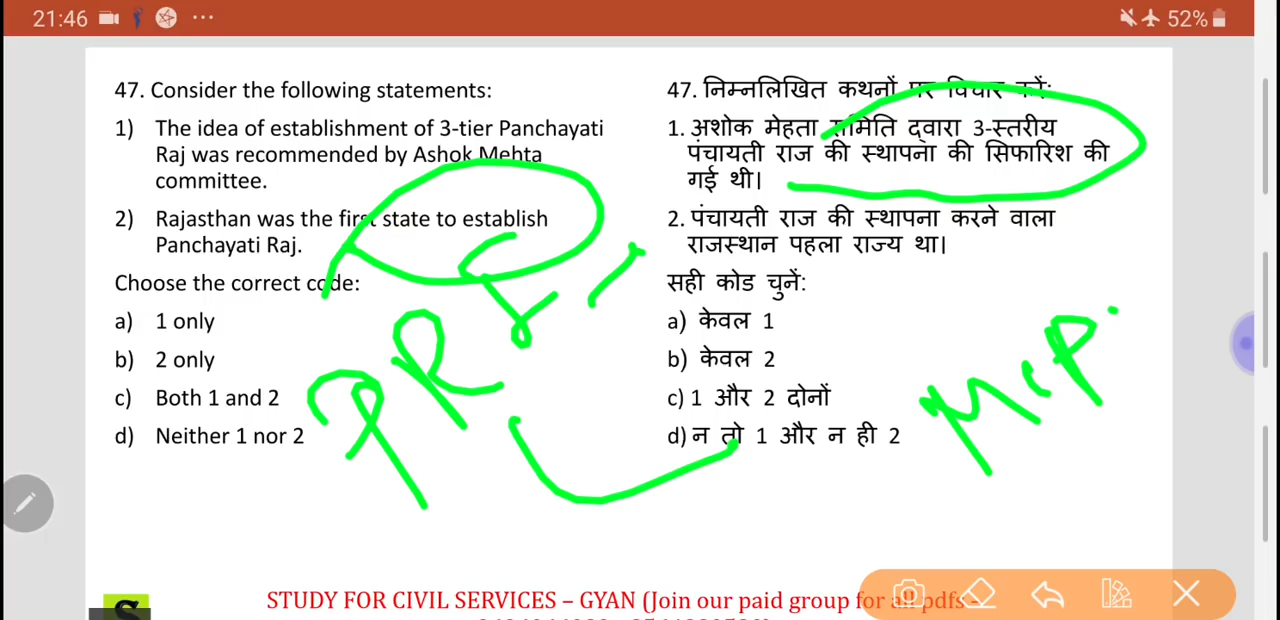 21:46 ... 52%
47. Consider the following statements:
1) The idea of establishment of 3-tier Panchayati
Raj was recommended by Ashok Mehta
committee.
2) Rajasthan was the first state to establish
Panchayati Raj.
Choose the correct code:
a) 1 only
b) 2 only
c) Both 1 and 2
d) Neither 1 nor 2
47. निम्नलिखित कथनों पर विचार करें:
1. अशोक मेहता समिति द्वारा 3-स्तरीय
पंचायती राज की स्थापना की सिफारिश की
गई थी।
2. पंचायती राज की स्थापना करने वाला
राजस्थान पहला राज्य था।
सही कोड चुनें:
a) केवल 1
b) केवल 2
c) 1 और 2 दोनों
d) न तो 1 और न ही 2
M.P.
S
STUDY FOR CIVIL SERVICES – GYAN (Join our paid group for all pdfs –